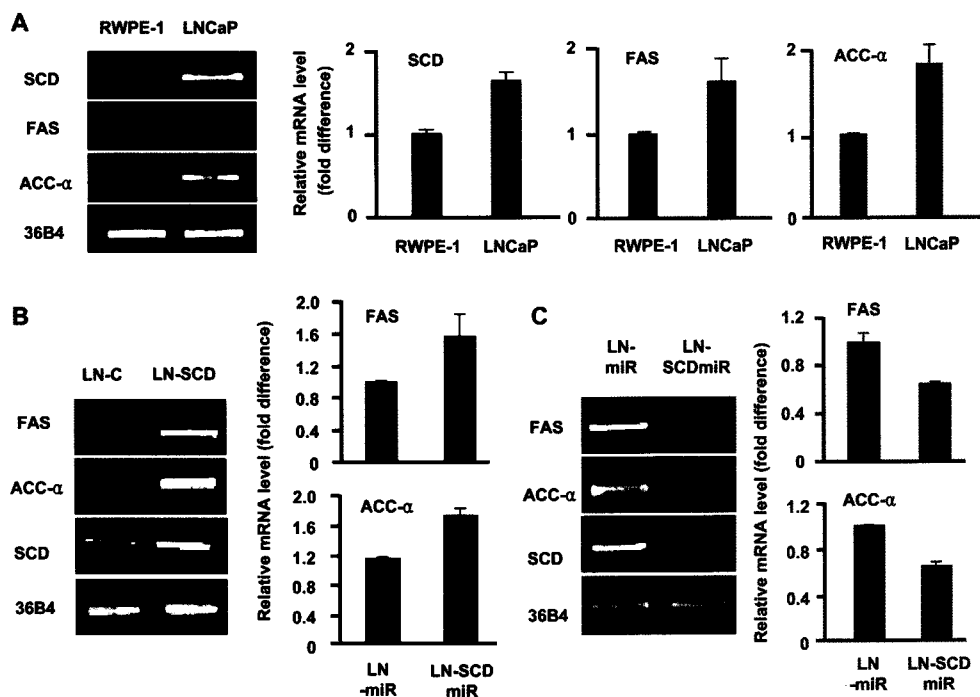 A
RWPE-1 LNCaP
SCD
FAS
ACC-α
36B4
Relative mRNA level
(fold difference)
2
1
0
SCD
RWPE-1 LNCaP
2
1
0
FAS
RWPE-1 LNCaP
2
1
0
ACC-α
RWPE-1 LNCaP
B
LN-C LN-SCD
FAS
ACC-α
SCD
36B4
Relative mRNA level (fold difference)
2.0
1.6
1.2
0.8
0.4
0
FAS
2.0
1.6
1.2
0.8
0.4
0
ACC-α
LN
-miR
LN-SCD
miR
C
LN-
miR
LN-
SCDmiR
FAS
ACC-α
SCD
36B4
Relative mRNA level (fold difference)
1.2
0.8
0.4
0
FAS
1.2
0.8
0.4
0
ACC-α
LN
-miR
LN-SCD
miR